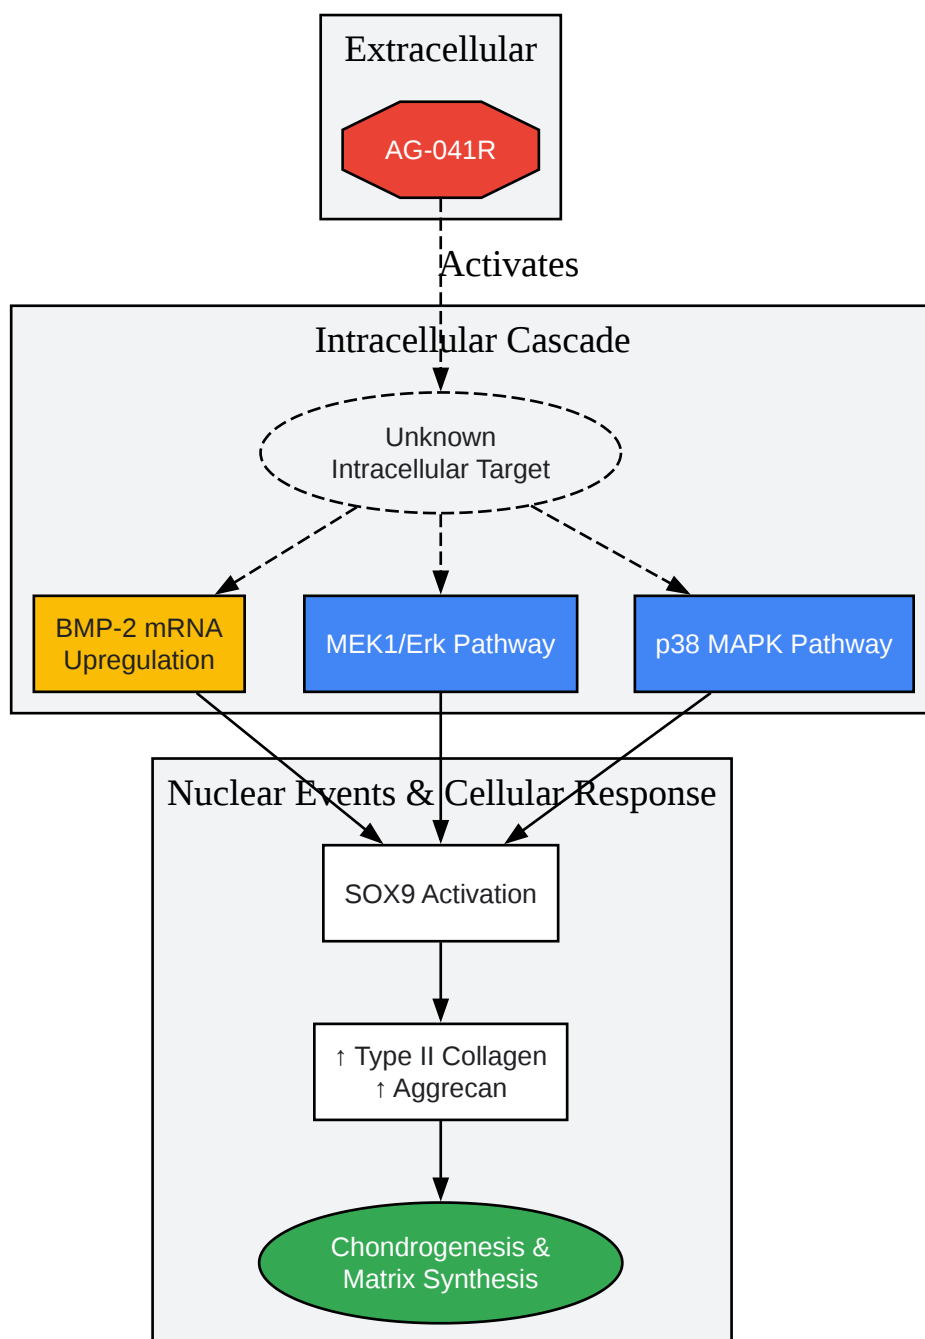 Extracellular
AG-041R
Activates
Intracellular Cascade
Unknown
Intracellular Target
BMP-2 mRNA
Upregulation
MEK1/Erk Pathway
p38 MAPK Pathway
Nuclear Events & Cellular Response
SOX9 Activation
↑ Type II Collagen
↑ Aggrecan
Chondrogenesis &
Matrix Synthesis